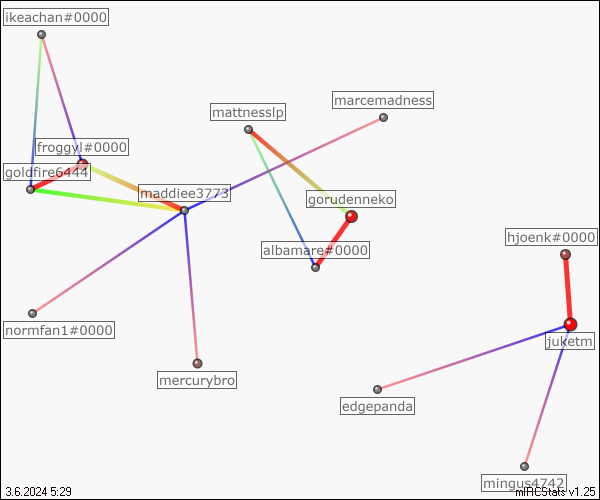 ikeachan#0000
marcemadness
mattnesslp
froggyl#0000
goldfire6444
maddiee3773
gorudenneko
hjoenk#0000
albamare#0000
normfan1#0000
juketm
mercurybro
edgepanda
mingus4742
3.6.2024 5:29
mIRCStats v1.25